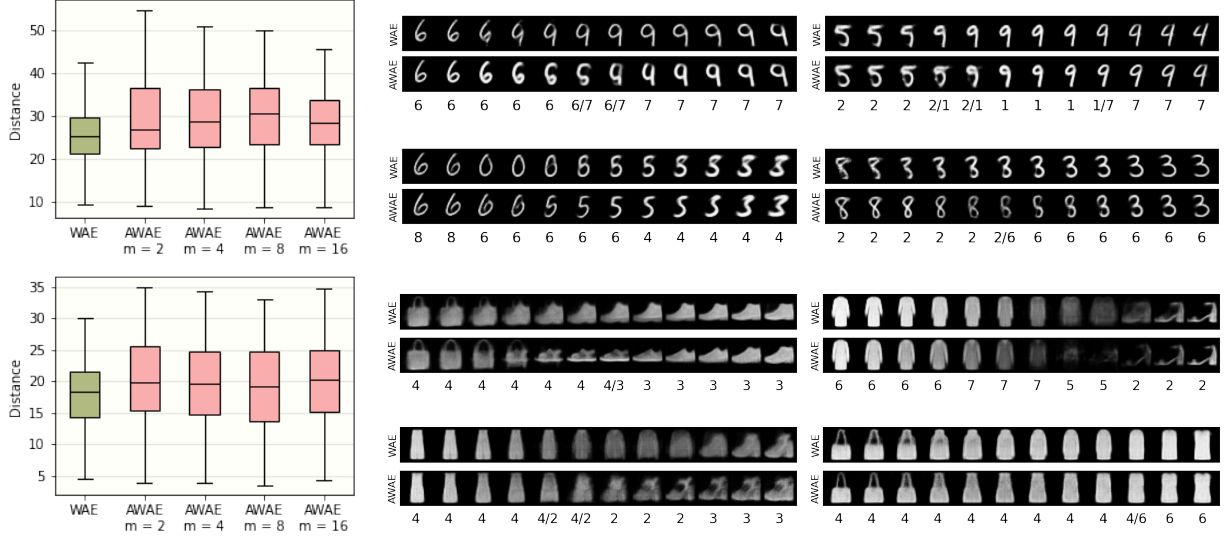 Distance
50
40
30
20
10
WAE AWAE m = 2 AWAE m = 4 AWAE m = 8 AWAE m = 16
WAE
AWAE
6 6 6 6 6 6/7 6/7 7 7 7 7 7
WAE
AWAE
2 2 2 2/1 2/1 1 1 1 1/7 7 7 7
WAE
AWAE
8 8 6 6 6 6 6 4 4 4 4 4
WAE
AWAE
2 2 2 2 2 2/6 6 6 6 6 6 6
Distance
35
30
25
20
15
10
5
WAE AWAE m = 2 AWAE m = 4 AWAE m = 8 AWAE m = 16
WAE
AWAE
4 4 4 4 4 4 4/3 3 3 3 3 3
WAE
AWAE
6 6 6 6 7 7 7 5 5 2 2 2
WAE
AWAE
4 4 4 4 4/2 4/2 2 2 2 3 3 3
WAE
AWAE
4 4 4 4 4 4 4 4 4 4/6 6 6